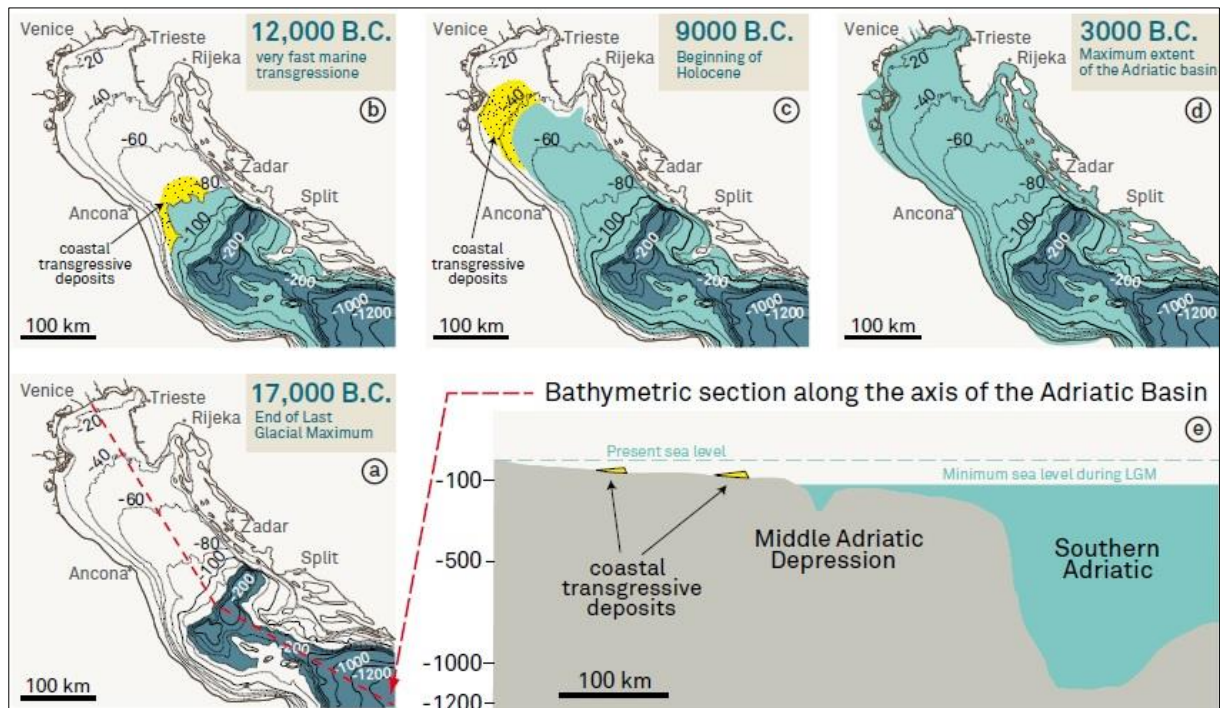 Venice
12,000 B.C.
Trieste
very fast marine
transgressione
Rijeka
b
-20
-40
-60
-80
Zadar
Split
Ancona
-100
-200
coastal
transgressive
deposits
-200
-1000
-1200
100 km
Venice
9000 B.C.
Trieste
Beginning of
Holocene
Rijeka
c
-20
-40
-60
-80
Zadar
Split
Ancona
-100
-200
coastal
transgressive
deposits
-200
-1000
-1200
100 km
Venice
3000 B.C.
Trieste
Maximum extent
of the Adriatic basin
Rijeka
d
-20
-40
-60
-80
Zadar
Split
Ancona
-100
-200
-200
-1000
-1200
100 km
Venice
17,000 B.C.
Trieste
End of Last
Glacial Maximum
Rijeka
a
-20
-40
-60
-80
Zadar
Split
Ancona
-100
-200
-200
-1000
-1200
100 km
Bathymetric section along the axis of the Adriatic Basin
e
Present sea level
Minimum sea level during LGM
-100
-500
-1000
-1200
coastal
transgressive
deposits
Middle Adriatic
Depression
Southern
Adriatic
100 km